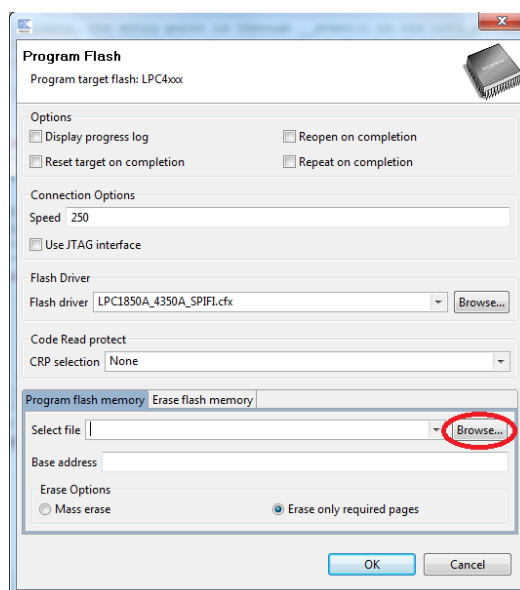 Program Flash
Program target flash: LPC4xxx
Options
Display progress log Reopen on completion
Reset target on completion Repeat on completion
Connection Options
Speed 250
Use JTAG interface
Flash Driver
Flash driver LPC1850A_4350A_SPIFI.cfx Browse...
Code Read protect
CRP selection None
Program flash memory Erase flash memory
Select file Browse...
Base address
Erase Options
Mass erase Erase only required pages
OK Cancel